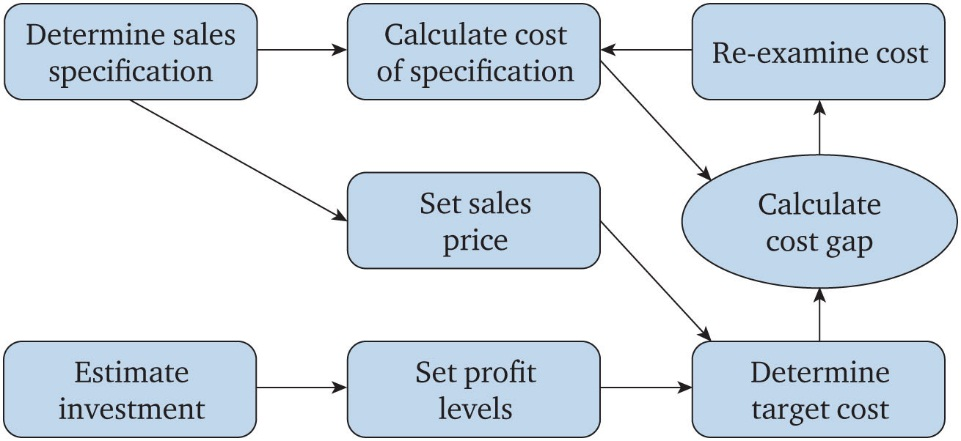 Determine sales
specification
Calculate cost
of specification
Re-examine cost
Set sales
price
Calculate
cost gap
Estimate
investment
Set profit
levels
Determine
target cost